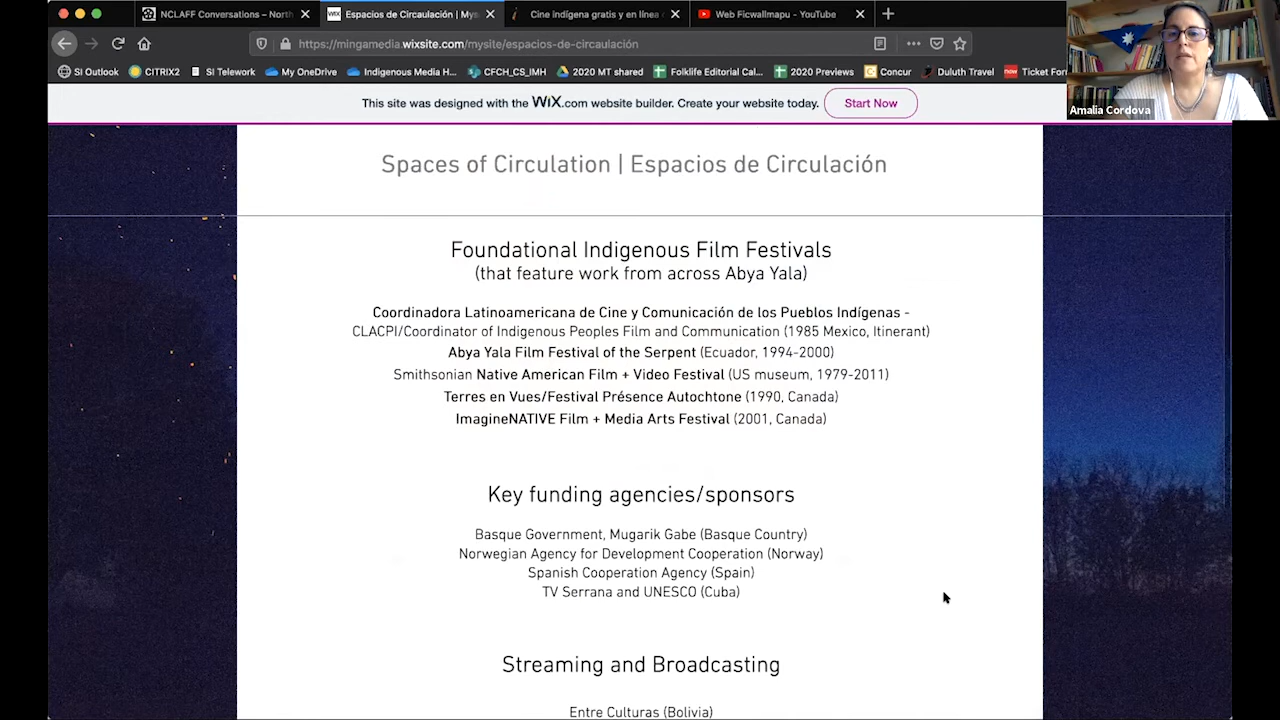 NCLAFF Conversations – North
Espacios de Circaulación | Mys
Cine indígena gratis y en línea
Web Ficwallmapu - YouTube
https://mingamedia.wixsite.com/mysite/espacios-de-circaulación
SI Outlook
CITRIX2
SI Telework
My OneDrive
Indigenous Media H...
CFCH_CS_IMH
2020 MT shared
Folklife Editorial Cal...
2020 Previews
Concur
Duluth Travel
Ticket For
Amalia Cordova
This site was designed with the WiX.com website builder. Create your website today.
Start Now
Spaces of Circulation | Espacios de Circulación
Foundational Indigenous Film Festivals
(that feature work from across Abya Yala)
Coordinadora Latinoamericana de Cine y Comunicación de los Pueblos Indígenas -
CLACPI/Coordinator of Indigenous Peoples Film and Communication (1985 Mexico, Itinerant)
Abya Yala Film Festival of the Serpent (Ecuador, 1994-2000)
Smithsonian Native American Film + Video Festival (US museum, 1979-2011)
Terres en Vues/Festival Présence Autochtone (1990, Canada)
ImagineNATIVE Film + Media Arts Festival (2001, Canada)
Key funding agencies/sponsors
Basque Government, Mugarik Gabe (Basque Country)
Norwegian Agency for Development Cooperation (Norway)
Spanish Cooperation Agency (Spain)
TV Serrana and UNESCO (Cuba)
Streaming and Broadcasting
Entre Culturas (Bolivia)